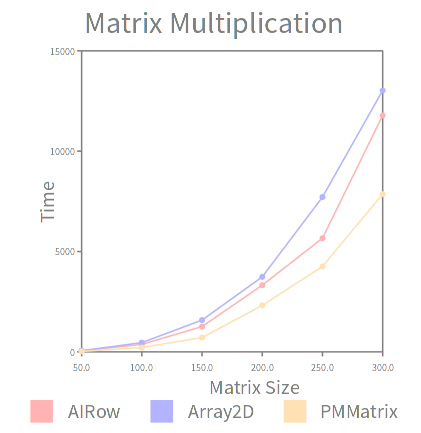 Matrix Multiplication
15000
10000
5000
0
Time
50.0 100.0 150.0 200.0 250.0 300.0
Matrix Size
AIRow Array2D PMMatrix